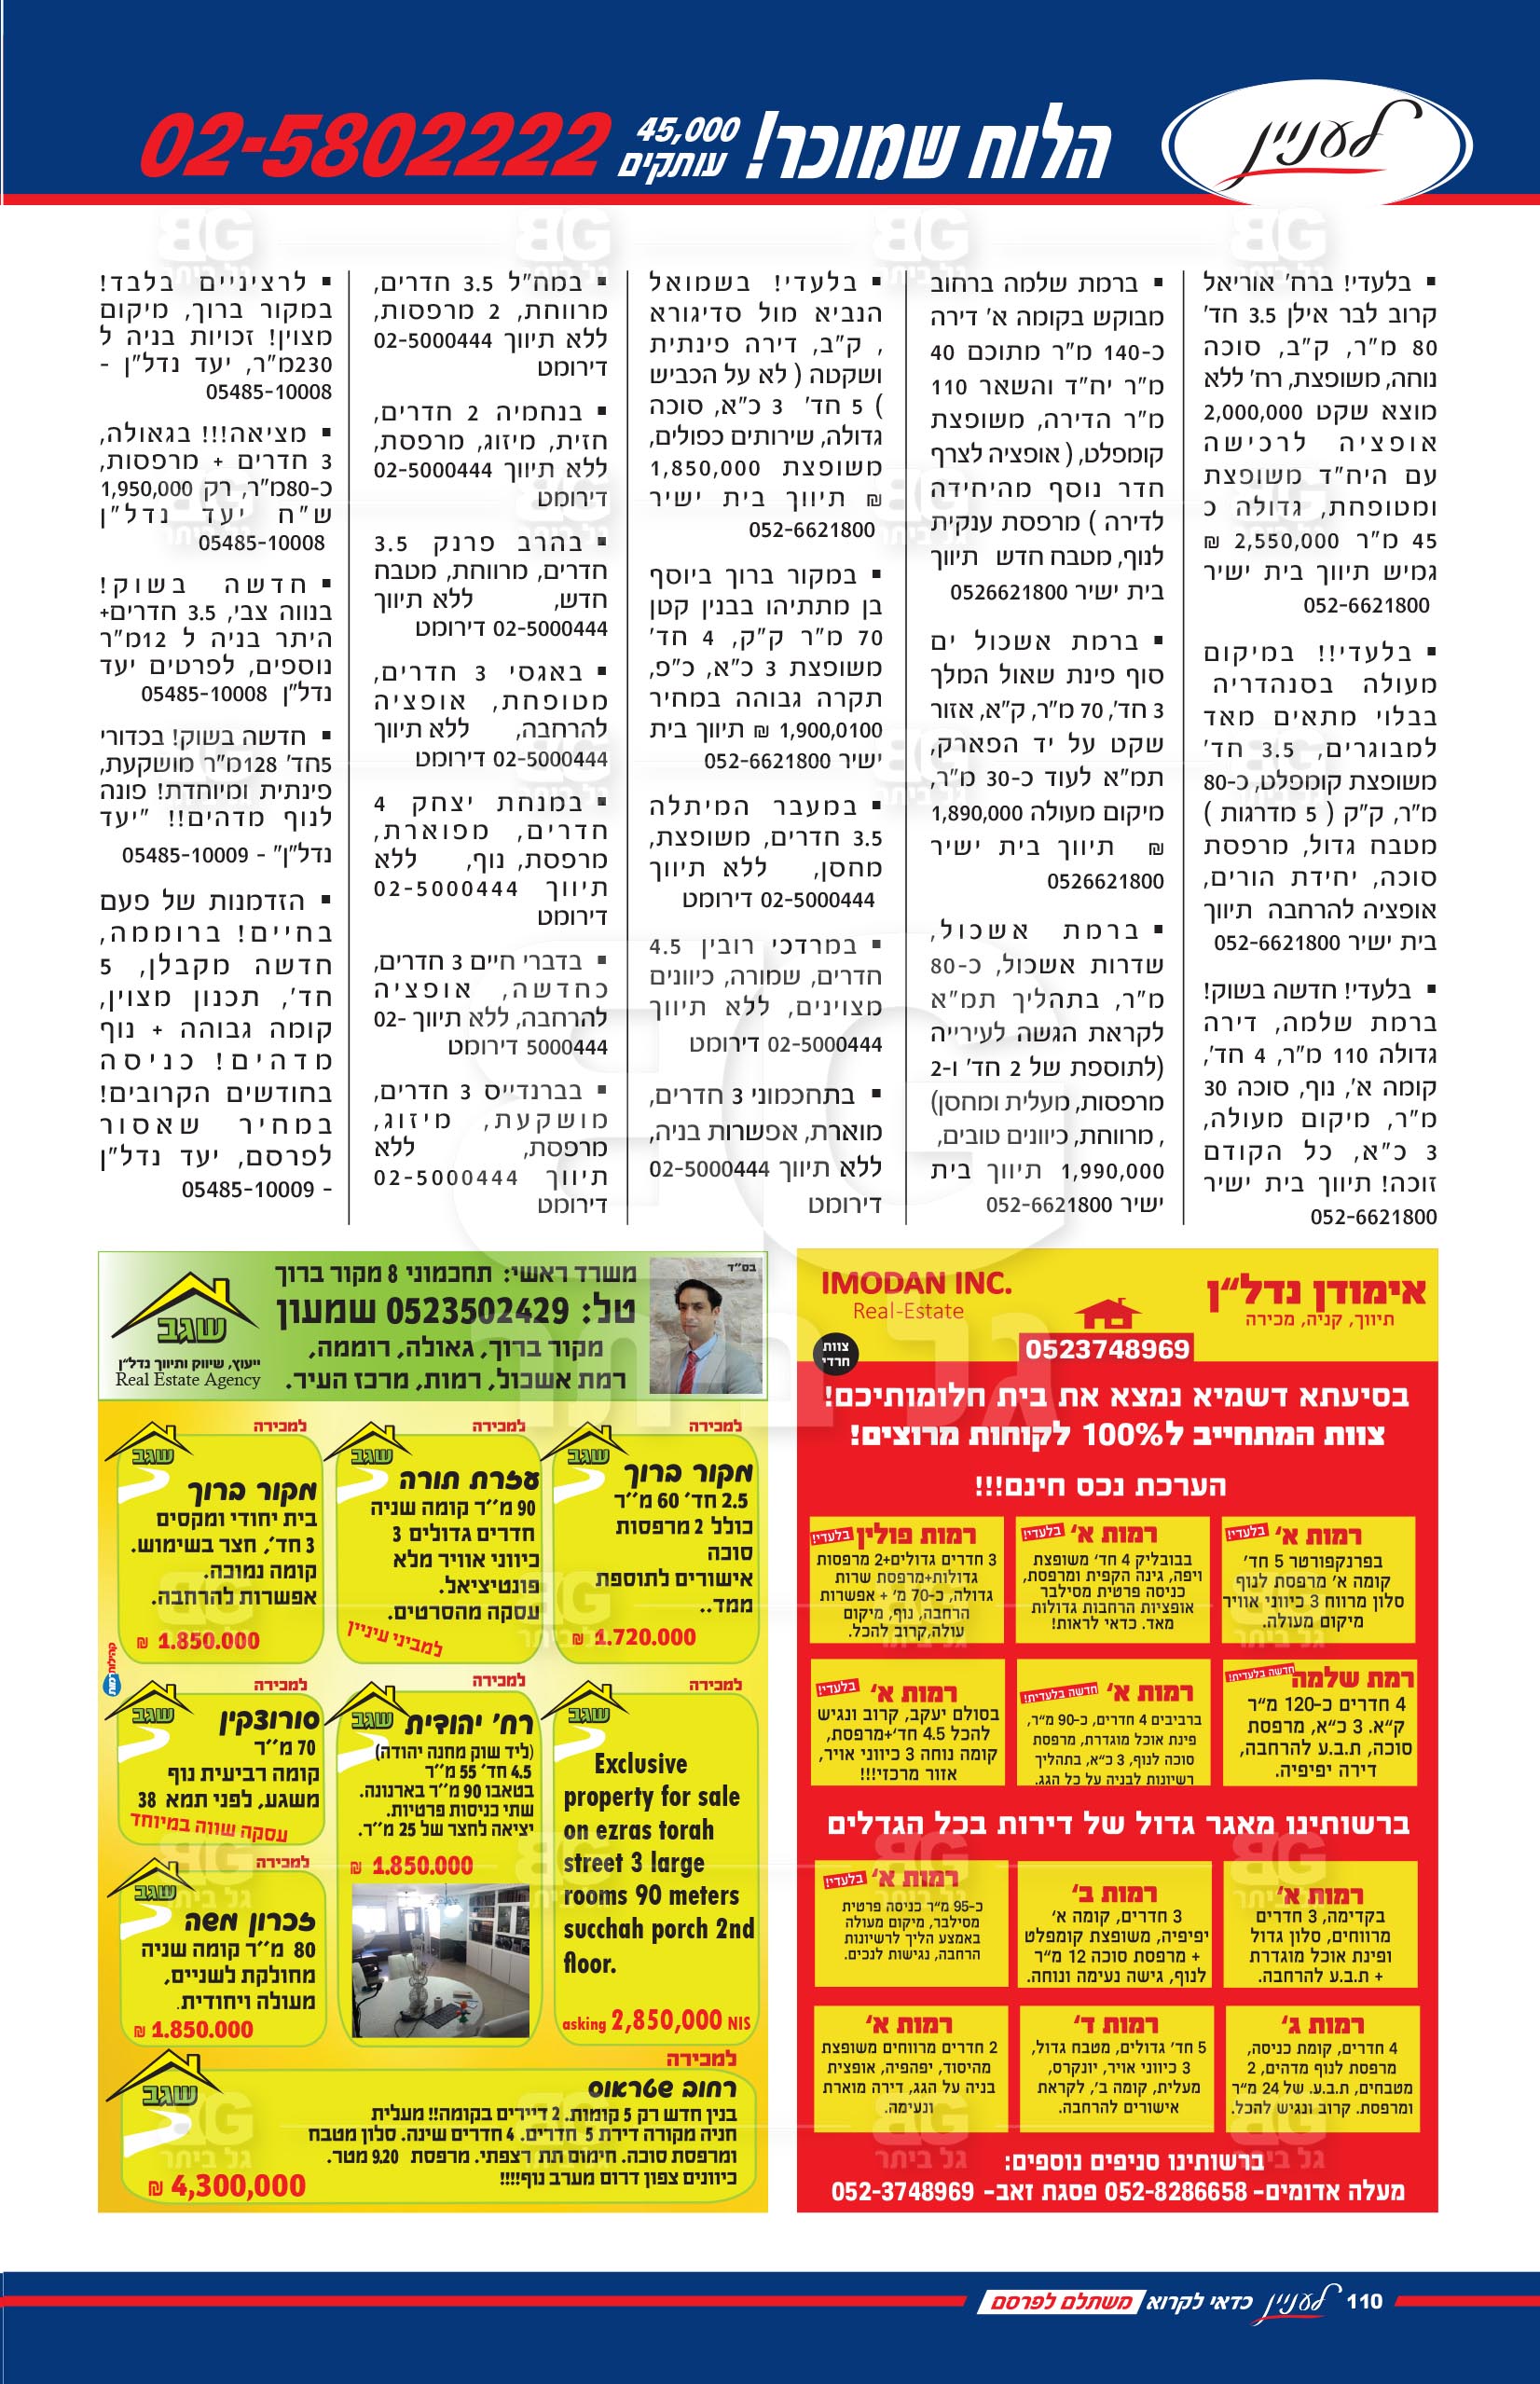 לעניין
הלוח שמוכר!
45,000
עותקים
02-5802222
▪ בלעדי! ברח' אוריאל
קרוב לבר אילן 3.5 חד'
80 מ"ר, ק"ב, סוכה
נוחה, משופצת, רח' ללא
מוצא שקט 2,000,000
אופציה לרכישה
עם היח"ד משופצת
ומטופחת, גדולה כ
45 מ"ר 2,550,000 ₪
גמיש תיווך בית ישיר
052-6621800
▪ בלעדי!! במיקום
מעולה בסנהדריה
בבלוי מתאים מאד
למבוגרים, 3.5 חד'
משופצת קומפלט, כ-80
מ"ר, ק"ק ( 5 מדרגות )
מטבח גדול, מרפסת
סוכה, יחידת הורים,
אופציה להרחבה תיווך
בית ישיר 052-6621800
▪ בלעדי! חדשה בשוק!
ברמת שלמה, דירה
גדולה 110 מ"ר, 4 חד',
קומה א', נוף, סוכה 30
מ"ר, מיקום מעולה,
3 כ"א, כל הקודם
זוכה! תיווך בית ישיר
052-6621800
▪ ברמת שלמה ברחוב
מבוקש בקומה א' דירה
כ-140 מ"ר מתוכם 40
מ"ר יח"ד והשאר 110
מ"ר הדירה, משופצת
קומפלט, ( אופציה לצרף
חדר נוסף מהיחידה
לדירה ) מרפסת ענקית
לנוף, מטבח חדש תיווך
בית ישיר 0526621800
▪ ברמת אשכול ים
סוף פינת שאול המלך
3 חד', 70 מ"ר, ק"א, אזור
שקט על יד הפארק,
תמ"א לעוד כ-30 מ"ר,
מיקום מעולה 1,890,000
₪ תיווך בית ישיר
0526621800
▪ ברמת אשכול,
שדרות אשכול, כ-80
מ"ר, בתהליך תמ"א
לקראת הגשה לעירייה
(לתוספת של 2 חד' ו-2
מרפסות, מעלית ומחסן)
, מרווחת, כיוונים טובים,
1,990,000 תיווך בית
ישיר 052-6621800
▪ בלעדי! בשמואל
הנביא מול סדיגורא
, ק"ב, דירה פינתית
ושקטה ( לא על הכביש
) 5 חד' 3 כ"א, סוכה
גדולה, שירותים כפולים,
משופצת 1,850,000
₪ תיווך בית ישיר
052-6621800
▪ במקור ברוך ביוסף
בן מתתיהו בבנין קטן
70 מ"ר ק"ק, 4 חד'
משופצת 3 כ"א, כ"פ,
תקרה גבוהה במחיר
1,900,0100 ₪ תיווך בית
ישיר 052-6621800
▪ במעבר המיתלה
3.5 חדרים, משופצת,
מחסן, ללא תיווך
02-5000444 דירומט
▪ במרדכי רובין 4.5
חדרים, שמורה, כיוונים
מצוינים, ללא תיווך
02-5000444 דירומט
▪ בתחכמוני 3 חדרים,
מוארת, אפשרות בניה,
ללא תיווך 02-5000444
דירומט
▪ במח"ל 3.5 חדרים,
מרווחת, 2 מרפסות,
ללא תיווך 02-5000444
דירומט
▪ בנחמיה 2 חדרים,
חזית, מיזוג, מרפסת,
ללא תיווך 02-5000444
דירומט
▪ בהרב פרנק 3.5
חדרים, מרווחת, מטבח
חדש, ללא תיווך
02-5000444 דירומט
▪ באגסי 3 חדרים,
מטופחת, אופציה
להרחבה, ללא תיווך
02-5000444 דירומט
▪ במנחת יצחק 4
חדרים, מפוארת,
מרפסת, נוף, ללא
תיווך 02-5000444
דירומט
▪ בדברי חיים 3 חדרים,
כחדשה, אופציה
להרחבה, ללא תיווך 02-
5000444 דירומט
▪ בברנדייס 3 חדרים,
מושקעת, מיזוג,
מרפסת, ללא
תיווך 02-5000444
דירומט
▪ לרציניים בלבד!
במקור ברוך, מיקום
מצוין! זכויות בניה ל
230מ"ר, יעד נדל"ן -
05485-10008
▪ מציאה!!! בגאולה,
3 חדרים + מרפסות,
כ-80מ"ר, רק 1,950,000
ש"ח יעד נדל"ן
05485-10008
▪ חדשה בשוק!
בנווה צבי, 3.5 חדרים+
היתר בניה ל 12מ"ר
נוספים, לפרטים יעד
נדל"ן 05485-10008
▪ חדשה בשוק! בכדורי
5חד' 128מ"ר מושקעת,
פינתית ומיוחדת! פונה
לנוף מדהים!! "יעד
נדל"ן" - 05485-10009
▪ הזדמנות של פעם
בחיים! ברוממה,
חדשה מקבלן, 5
חד', תכנון מצוין,
קומה גבוהה + נוף
מדהים! כניסה
בחודשים הקרובים!
במחיר שאסור
לפרסם, יעד נדל"ן
- 05485-10009
אימודן נדל"ן
תיווך, קניה, מכירה
IMODAN INC.
Real-Estate
0523748969
צוות
חרדי
בסיעתא דשמיא נמצא את בית חלומותיכם!
צוות המתחייב ל100% לקוחות מרוצים!
הערכת נכס חינם!!!
רמות א' בלעדי!
בפרנקפורטר 5 חד'
קומה א' מרפסת לנוף
סלון מרווח 3 כיווני אוויר
מיקום מעולה.
רמות א' בלעדי!
בבובליק 4 חד' משופצת
ויפה, גינה הקפית ומרפסת,
כניסה פרטית מסילבר
אופציות הרחבות גדולות
מאד. כדאי לראות!
רמות פולין בלעדי!
3 חדרים גדולים+2 מרפסות
גדולות+מרפסת שרות
גדולה, כ-70 מ' + אפשרות
הרחבה, נוף, מיקום
עולה,קרוב להכל.
רמת שלמה חדשה בלעדית!
4 חדרים כ-120 מ"ר
ק"א. 3 כ"א, מרפסת
סוכה, ת.ב.ע להרחבה,
דירה יפיפיה.
רמות א' חדשה בלעדית!
ברביבים 4 חדרים, כ-90 מ"ר,
פינת אוכל מוגדרת, מרפסת
סוכה לנוף, 3 כ"א, בתהליך
רשיונות לבניה על כל הגג.
רמות א' בלעדי!
בסולם יעקב, קרוב ונגיש
להכל 4.5 חד'+מרפסת,
קומה נוחה 3 כיווני אויר,
אזור מרכזי!!!
ברשותינו מאגר גדול של דירות בכל הגדלים
רמות א'
בקדימה, 3 חדרים
מרווחים, סלון גדול
ופינת אוכל מוגדרת
+ ת.ב.ע להרחבה.
רמות ב'
3 חדרים, קומה א'
יפיפיה, משופצת קומפלט
+ מרפסת סוכה 12 מ"ר
לנוף, גישה נעימה ונוחה.
רמות א' בלעדי!
כ-95 מ"ר כניסה פרטית
מסילבר, מיקום מעולה
באמצע הליך לרשיונות
הרחבה, נגישות לנכים.
רמות ג'
4 חדרים, קומת כניסה,
מרפסת לנוף מדהים, 2
מטבחים, ת.ב.ע. של 24 מ"ר
ומרפסת. קרוב ונגיש להכל.
רמות ד'
5 חד' גדולים, מטבח גדול,
3 כיווני אויר, יונקרס,
מעלית, קומה ב', לקראת
אישורים להרחבה.
רמות א'
2 חדרים מרווחים משופצת
מהיסוד, יפהפיה, אופצית
בניה על הגג, דירה מוארת
ונעימה.
ברשותינו סניפים נוספים:
מעלה אדומים- 052-8286658 פסגת זאב- 052-3748969
בס"ד
משרד ראשי: תחכמוני 8 מקור ברוך
טל: 0523502429 שמעון
מקור ברוך, גאולה, רוממה,
רמת אשכול, רמות, מרכז העיר.
שגב
ייעוץ, שיווק ותיווך נדל"ן
Real Estate Agency
למכירה
שגב
מקור ברוך
2.5 חד' 60 מ"ר
כולל 2 מרפסות
סוכה
אישורים לתוספת
ממד..
1.720.000 ₪
למכירה
שגב
עזרת תורה
90 מ"ר קומה שניה
חדרים גדולים 3
כיווני אוויר מלא
פונטיציאל.
עסקה מהסרטים.
למביני עיניין
למכירה
שגב
מקור ברוך
בית יחודי ומקסים
3 חד', חצר בשימוש.
קומה נמוכה.
אפשרות להרחבה.
1.850.000 ₪
למכירה
שגב
Exclusive
property for sale
on ezras torah
street 3 large
rooms 90 meters
succhah porch 2nd
floor.
asking 2,850,000 NIS
למכירה
שגב
רח' יהודית
(ליד שוק מחנה יהודה)
4.5 חד' 55 מ"ר
בטאבו 90 מ"ר בארנונה.
שתי כניסות פרטיות.
יציאה לחצר של 25 מ"ר.
1.850.000 ₪
למכירה
שגב
סורוצקין
70 מ"ר
קומה רביעית נוף
משגע, לפני תמא 38
עסקה שווה במיוחד
למכירה
שגב
זכרון משה
80 מ"ר קומה שניה
מחולקת לשניים,
מעולה ויחודית.
1.850.000 ₪
למכירה
שגב
רחוב שטראוס
בנין חדש רק 5 קומות. 2 דיירים בקומה!! מעלית
חניה מקורה דירת 5 חדרים. 4 חדרים שינה. סלון מטבח
ומרפסת סוכה. חימום תת רצפתי. מרפסת 9.20 מטר.
כיוונים צפון דרום מערב נוף!!!!
4,300,000 ₪
110 לעניין כדאי לקרוא משתלם לפרסם
BG
גל ביתר